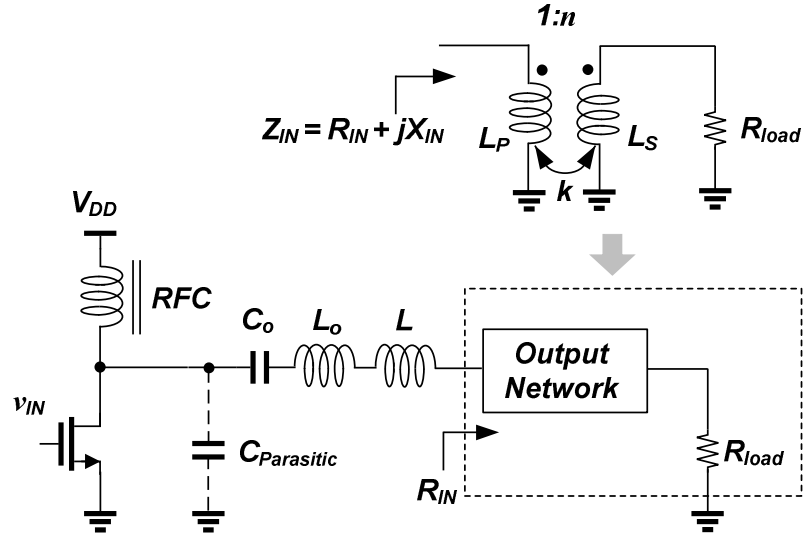 1:n
Z_IN = R_IN + jX_IN
L_P
L_S
k
R_load
V_DD
RFC
C_o
L_o
L
Output
Network
v_IN
C_Parasitic
R_IN
R_load